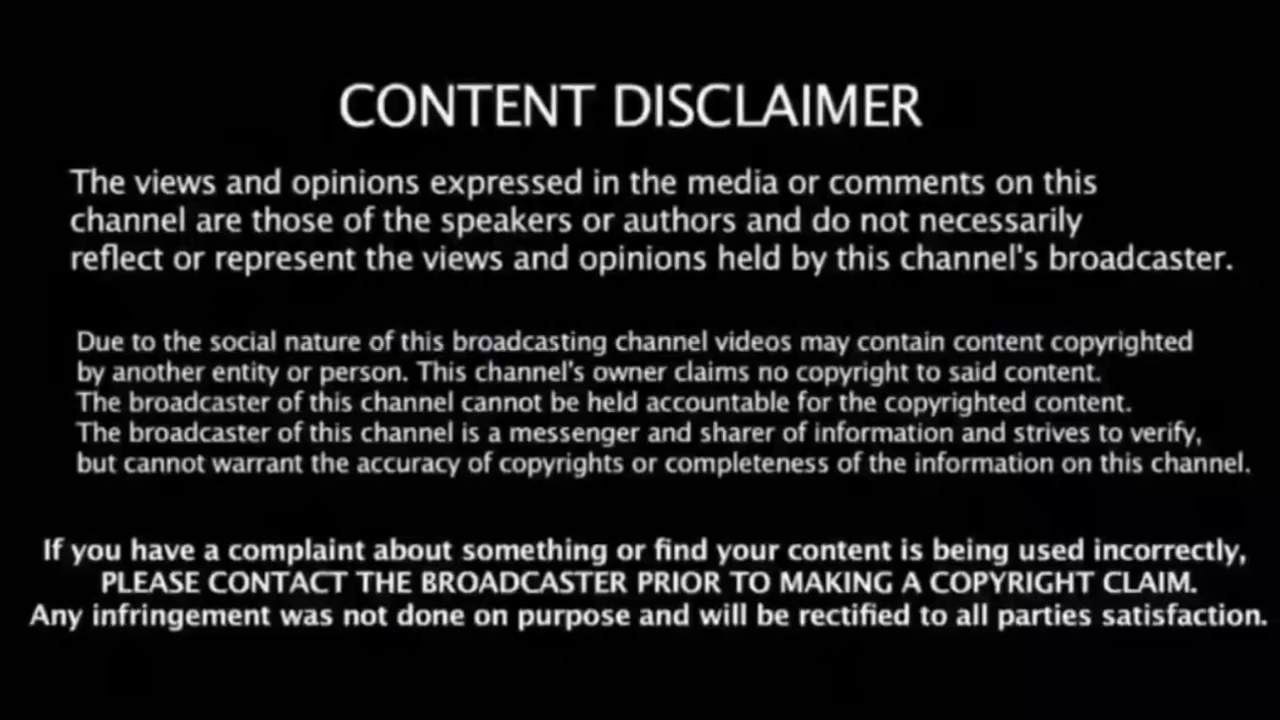 CONTENT DISCLAIMER
The views and opinions expressed in the media or comments on this
channel are those of the speakers or authors and do not necessarily
reflect or represent the views and opinions held by this channel's broadcaster.
Due to the social nature of this broadcasting channel videos may contain content copyrighted
by another entity or person. This channel's owner claims no copyright to said content.
The broadcaster of this channel cannot be held accountable for the copyrighted content.
The broadcaster of this channel is a messenger and sharer of information and strives to verify,
but cannot warrant the accuracy of copyrights or completeness of the information on this channel.
If you have a complaint about something or find your content is being used incorrectly,
PLEASE CONTACT THE BROADCASTER PRIOR TO MAKING A COPYRIGHT CLAIM.
Any infringement was not done on purpose and will be rectified to all parties satisfaction.